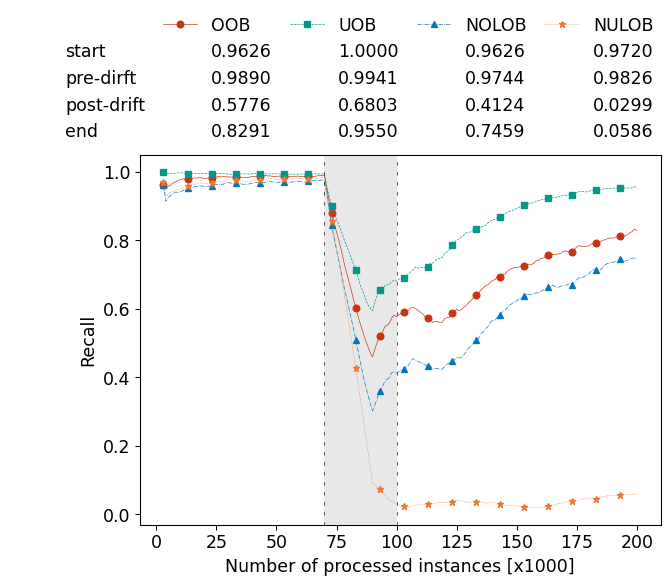 OOB UOB NOLOB NULOB
start 0.9626 1.0000 0.9626 0.9720
pre-dirft 0.9890 0.9941 0.9744 0.9826
post-drift 0.5776 0.6803 0.4124 0.0299
end 0.8291 0.9550 0.7459 0.0586
1.0
0.8
0.6
0.4
0.2
0.0
Recall
0 25 50 75 100 125 150 175 200
Number of processed instances [x1000]